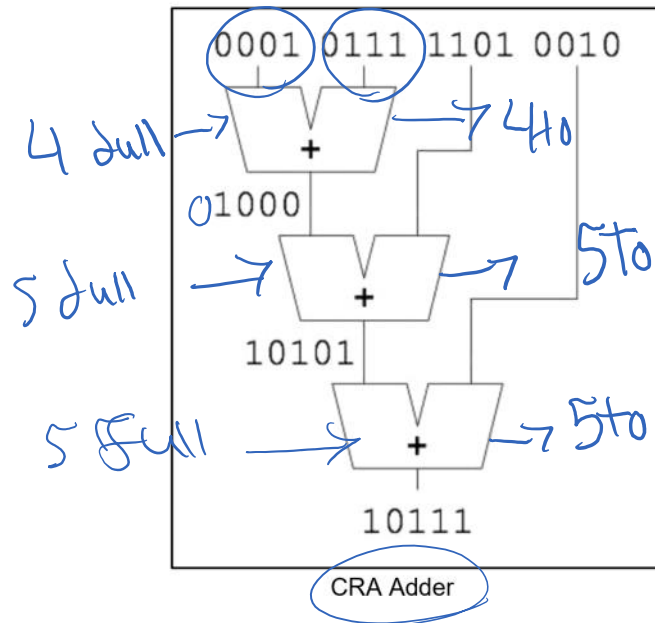 0001 0111 1101 0010
4 full + 4to
01000
5 full + 5to
10101
5 Full + 5to
10111
CRA Adder